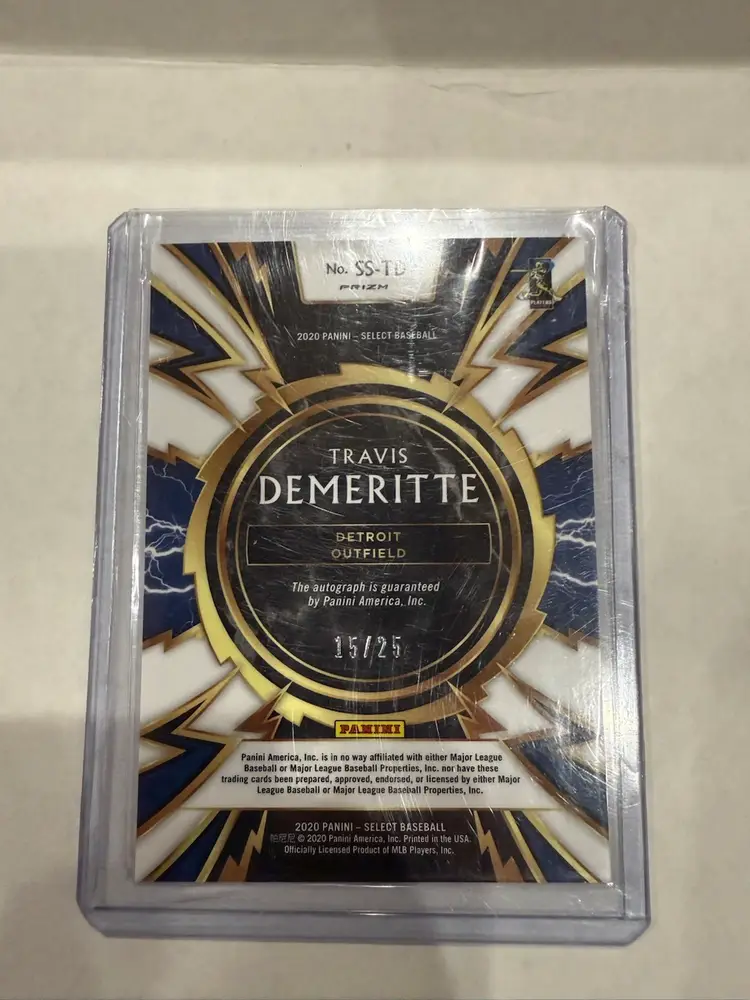 No. SS-TD
PRIZM
PLAYERS
2020 PANINI – SELECT BASEBALL
TRAVIS
DEMERITTE
DETROIT
OUTFIELD
The autograph is guaranteed
by Panini America, Inc.
15/25
PANINI
Panini America, Inc. is in no way affiliated with either Major League
Baseball or Major League Baseball Properties, Inc. nor have these
trading cards been prepared, approved, endorsed, or licensed by either Major
League Baseball or Major League Baseball Properties, Inc.
2020 PANINI – SELECT BASEBALL
帕尼尼 © 2020 Panini America, Inc. Printed in the USA.
Officially Licensed Product of MLB Players, Inc.